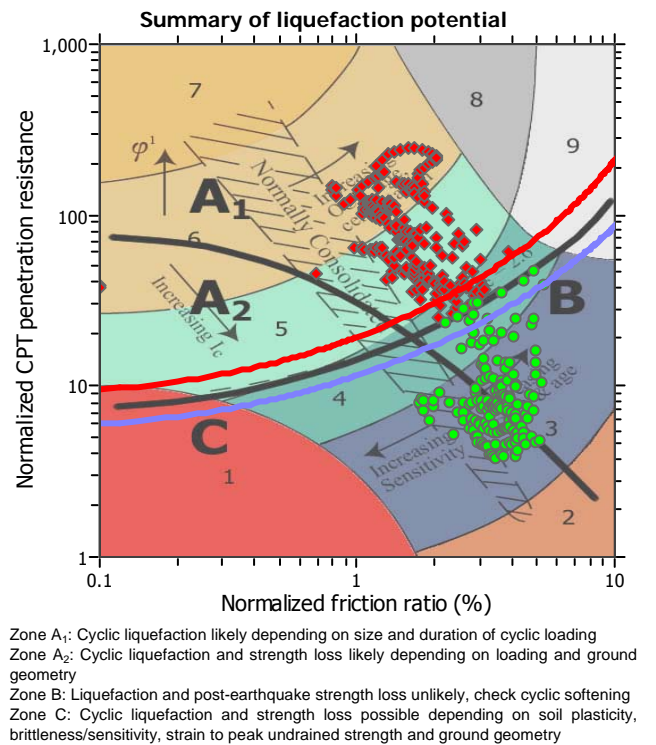 Summary of liquefaction potential
1,000
7
8
9
φ¹
A₁
Normally Consolidated
Increasing
100
6
A₂
Increasing Ic
5
2.6
B
10
4
C
1
Increasing
Sensitivity
& age
3
2
1
0.1
1
10
Normalized CPT penetration resistance
Normalized friction ratio (%)
Zone A₁: Cyclic liquefaction likely depending on size and duration of cyclic loading
Zone A₂: Cyclic liquefaction and strength loss likely depending on loading and ground
geometry
Zone B: Liquefaction and post-earthquake strength loss unlikely, check cyclic softening
Zone C: Cyclic liquefaction and strength loss possible depending on soil plasticity,
brittleness/sensitivity, strain to peak undrained strength and ground geometry